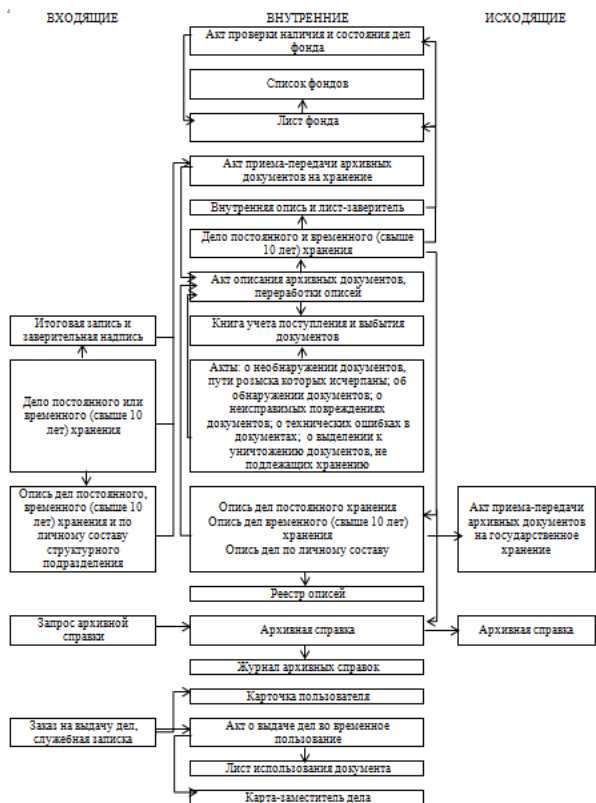 ВХОДЯЩИЕ
ВНУТРЕННИЕ
ИСХОДЯЩИЕ
Акт проверки наличия и состояния дел
фонда
Список фондов
Лист фонда
Акт приема-передачи архивных
документов на хранение
Внутренняя опись и лист-заверитель
Дело постоянного и временного (свыше
10 лет) хранения
Акт описания архивных документов,
переработки описей
Итоговая запись и
заверительная надпись
Книга учета поступления и выбытия
документов
Дело постоянного или
временного (свыше 10
лет) хранения
Акты: о необнаружении документов,
пути розыска которых исчерпаны; об
обнаружении документов; о
неисправимых повреждениях
документов; о технических ошибках в
документах; о выделении к
уничтожению документов, не
подлежащих хранению
Опись дел постоянного,
временного (свыше 10
лет) хранения и по
личному составу
структурного
подразделения
Опись дел постоянного хранения
Опись дел временного (свыше 10 лет)
хранения
Опись дел по личному составу
Акт приема-передачи
архивных документов
на государственное
хранение
Реестр описей
Запрос архивной
справки
Архивная справка
Архивная справка
Журнал архивных справок
Карточка пользователя
Заказ на выдачу дел,
служебная записка
Акт о выдаче дел во временное
пользование
Лист использования документа
Карта-заместитель дела